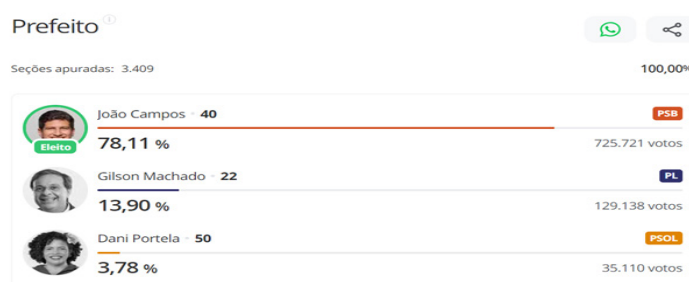 Prefeito
Seções apuradas: 3.409 100,00%
João Campos · 40 PSB
Eleito
78,11 % 725.721 votos
Gilson Machado · 22 PL
13,90 % 129.138 votos
Dani Portela · 50 PSOL
3,78 % 35.110 votos